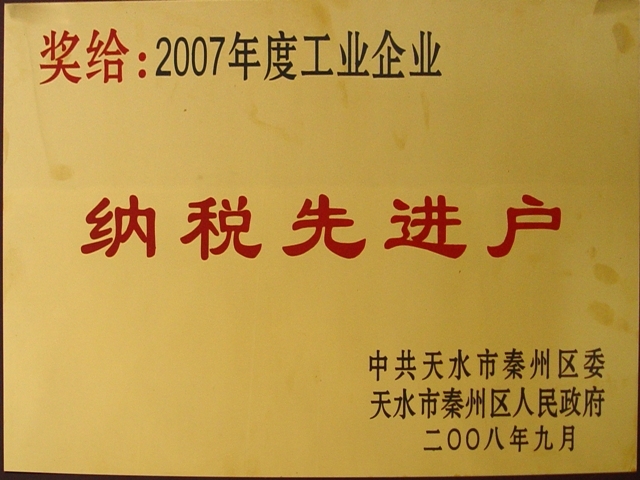 奖给:2007年度工业企业
纳税先进户
中共天水市秦州区委
天水市秦州区人民政府
二〇〇八年九月